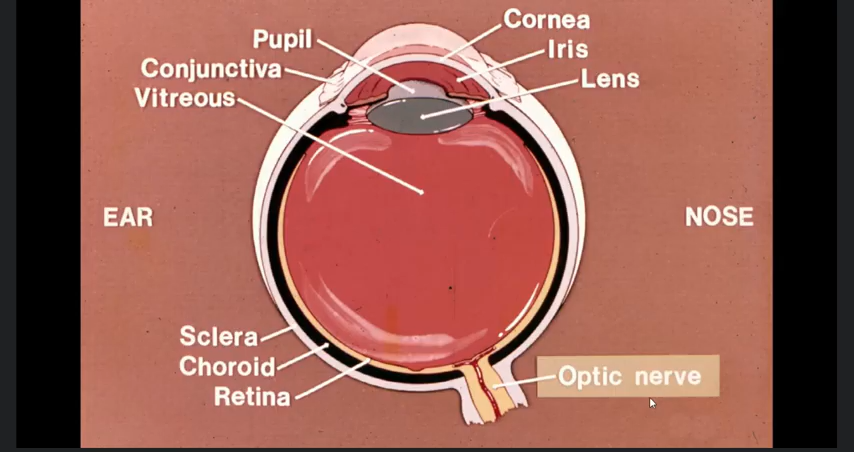 Cornea
Pupil
Iris
Conjunctiva
Lens
Vitreous
EAR
NOSE
Sclera
Choroid
Retina
Optic nerve